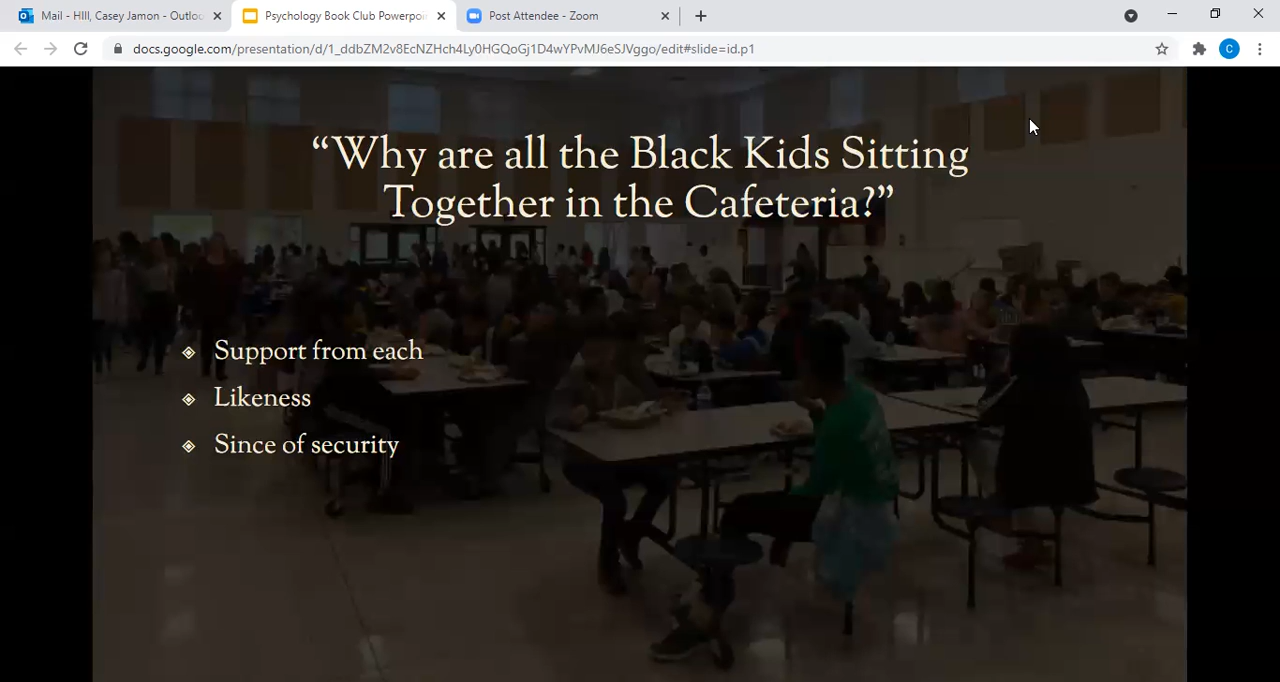 Mail - HIll, Casey Jamon - Outlo
Psychology Book Club Powerpoi
Post Attendee - Zoom
docs.google.com/presentation/d/1_ddbZM2v8EcNZHch4Ly0HGQoGj1D4wYPvMJ6eSJVggo/edit#slide=id.p1
C
“Why are all the Black Kids Sitting
Together in the Cafeteria?”
Support from each
Likeness
Since of security